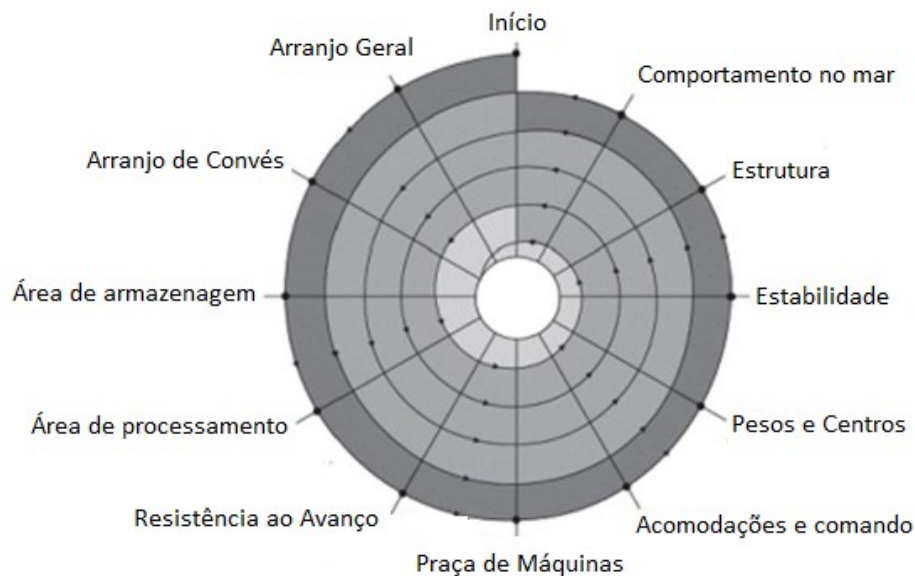 Início
Arranjo Geral
Comportamento no mar
Arranjo de Convés
Estrutura
Área de armazenagem
Estabilidade
Área de processamento
Pesos e Centros
Resistência ao Avanço
Acomodações e comando
Praça de Máquinas